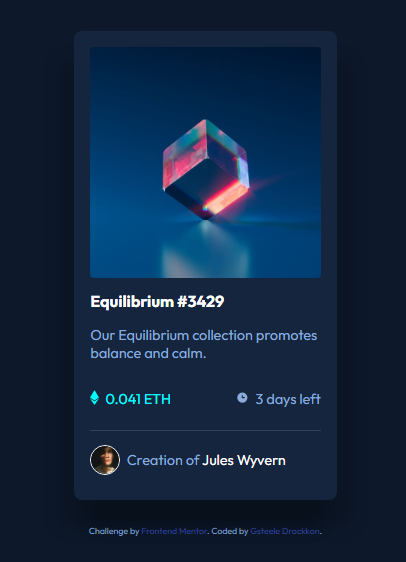 Equilibrium #3429
Our Equilibrium collection promotes
balance and calm.
0.041 ETH
3 days left
Creation of Jules Wyvern
Challenge by Frontend Mentor. Coded by Gsteele Drackkon.